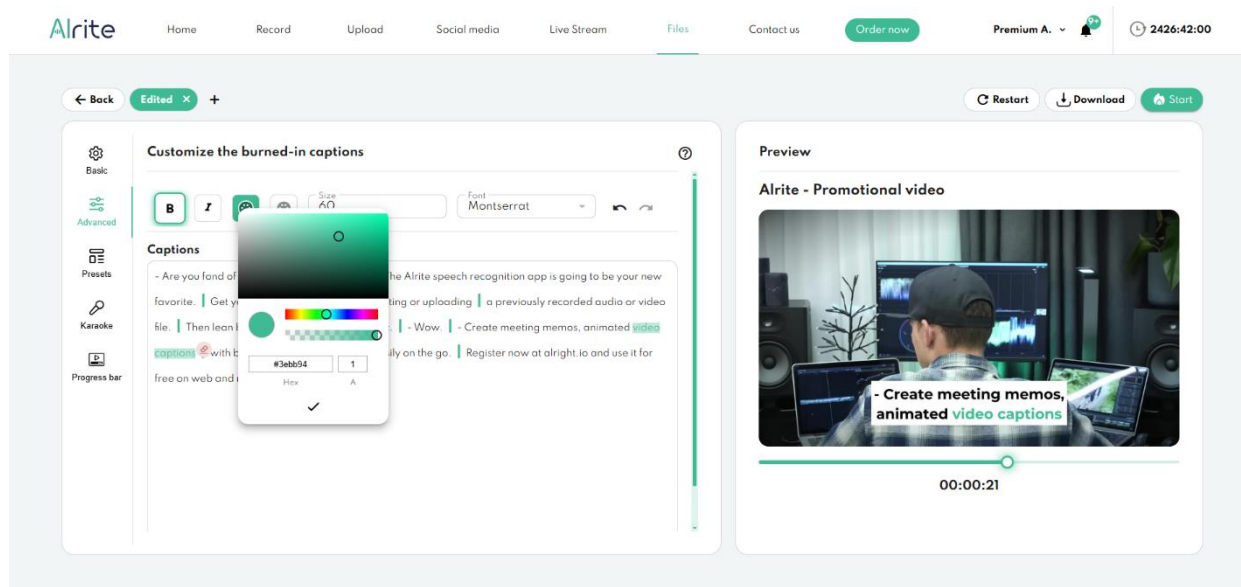 Alrite
Home Record Upload Social media Live Stream Files Contact us Order now Premium A. 9+ 2426:42:00
← Back Edited × + Restart Download Start
Basic
Advanced
Presets
Karaoke
Progress bar
Customize the burned-in captions
B I Size 60 Font Montserrat
Captions
- Are you fond of he Alrite speech recognition app is going to be your new
favorite. | Get y ting or uploading | a previously recorded audio or video
file. | Then lean | - Wow. | - Create meeting memos, animated video
captions with b ily on the go. | Register now at alright.io and use it for
free on web and
#3ebb94 1
Hex A
Preview
Alrite - Promotional video
- Create meeting memos,
animated video captions
00:00:21